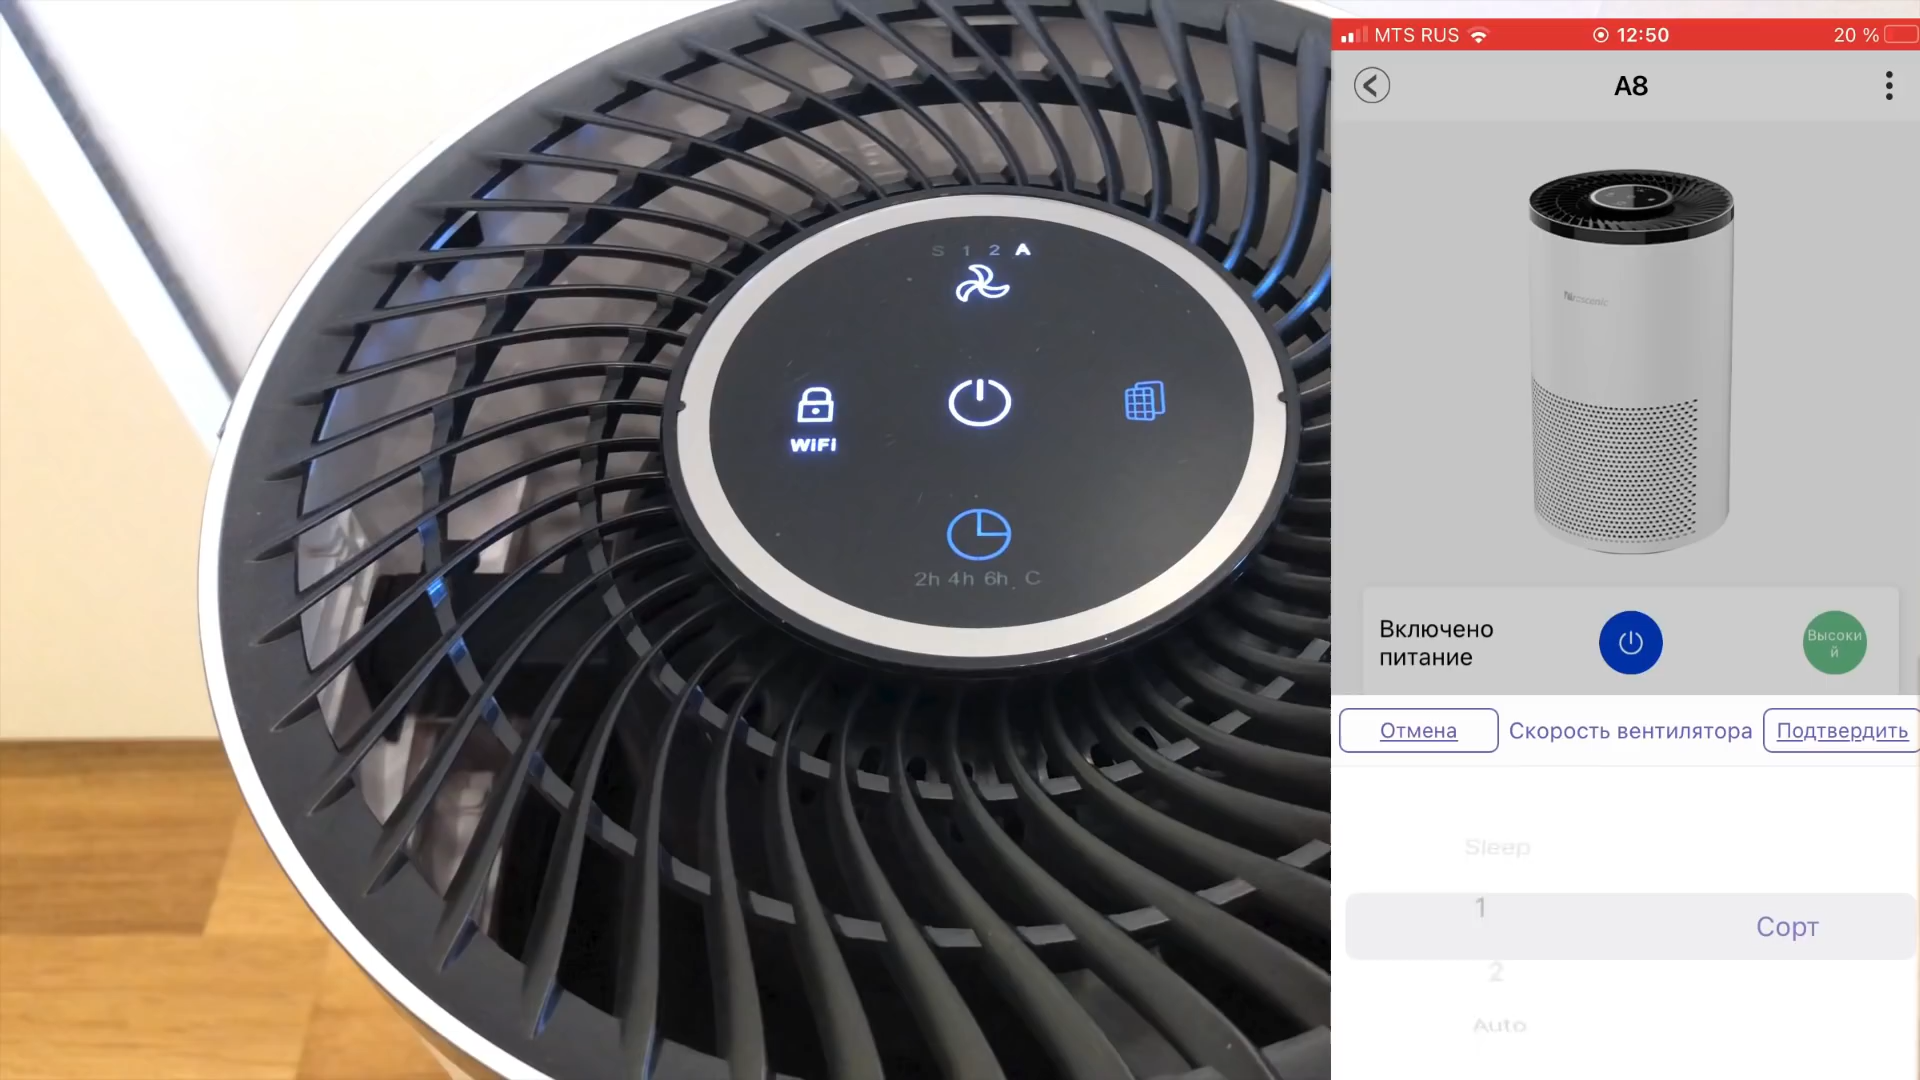 S 1 2 A
WiFi
2h 4h 6h C
MTS RUS
12:50
20 %
A8
Включено
питание
Высоки
й
Отмена
Скорость вентилятора
Подтвердить
Sleep
1
Сорт
2
Auto